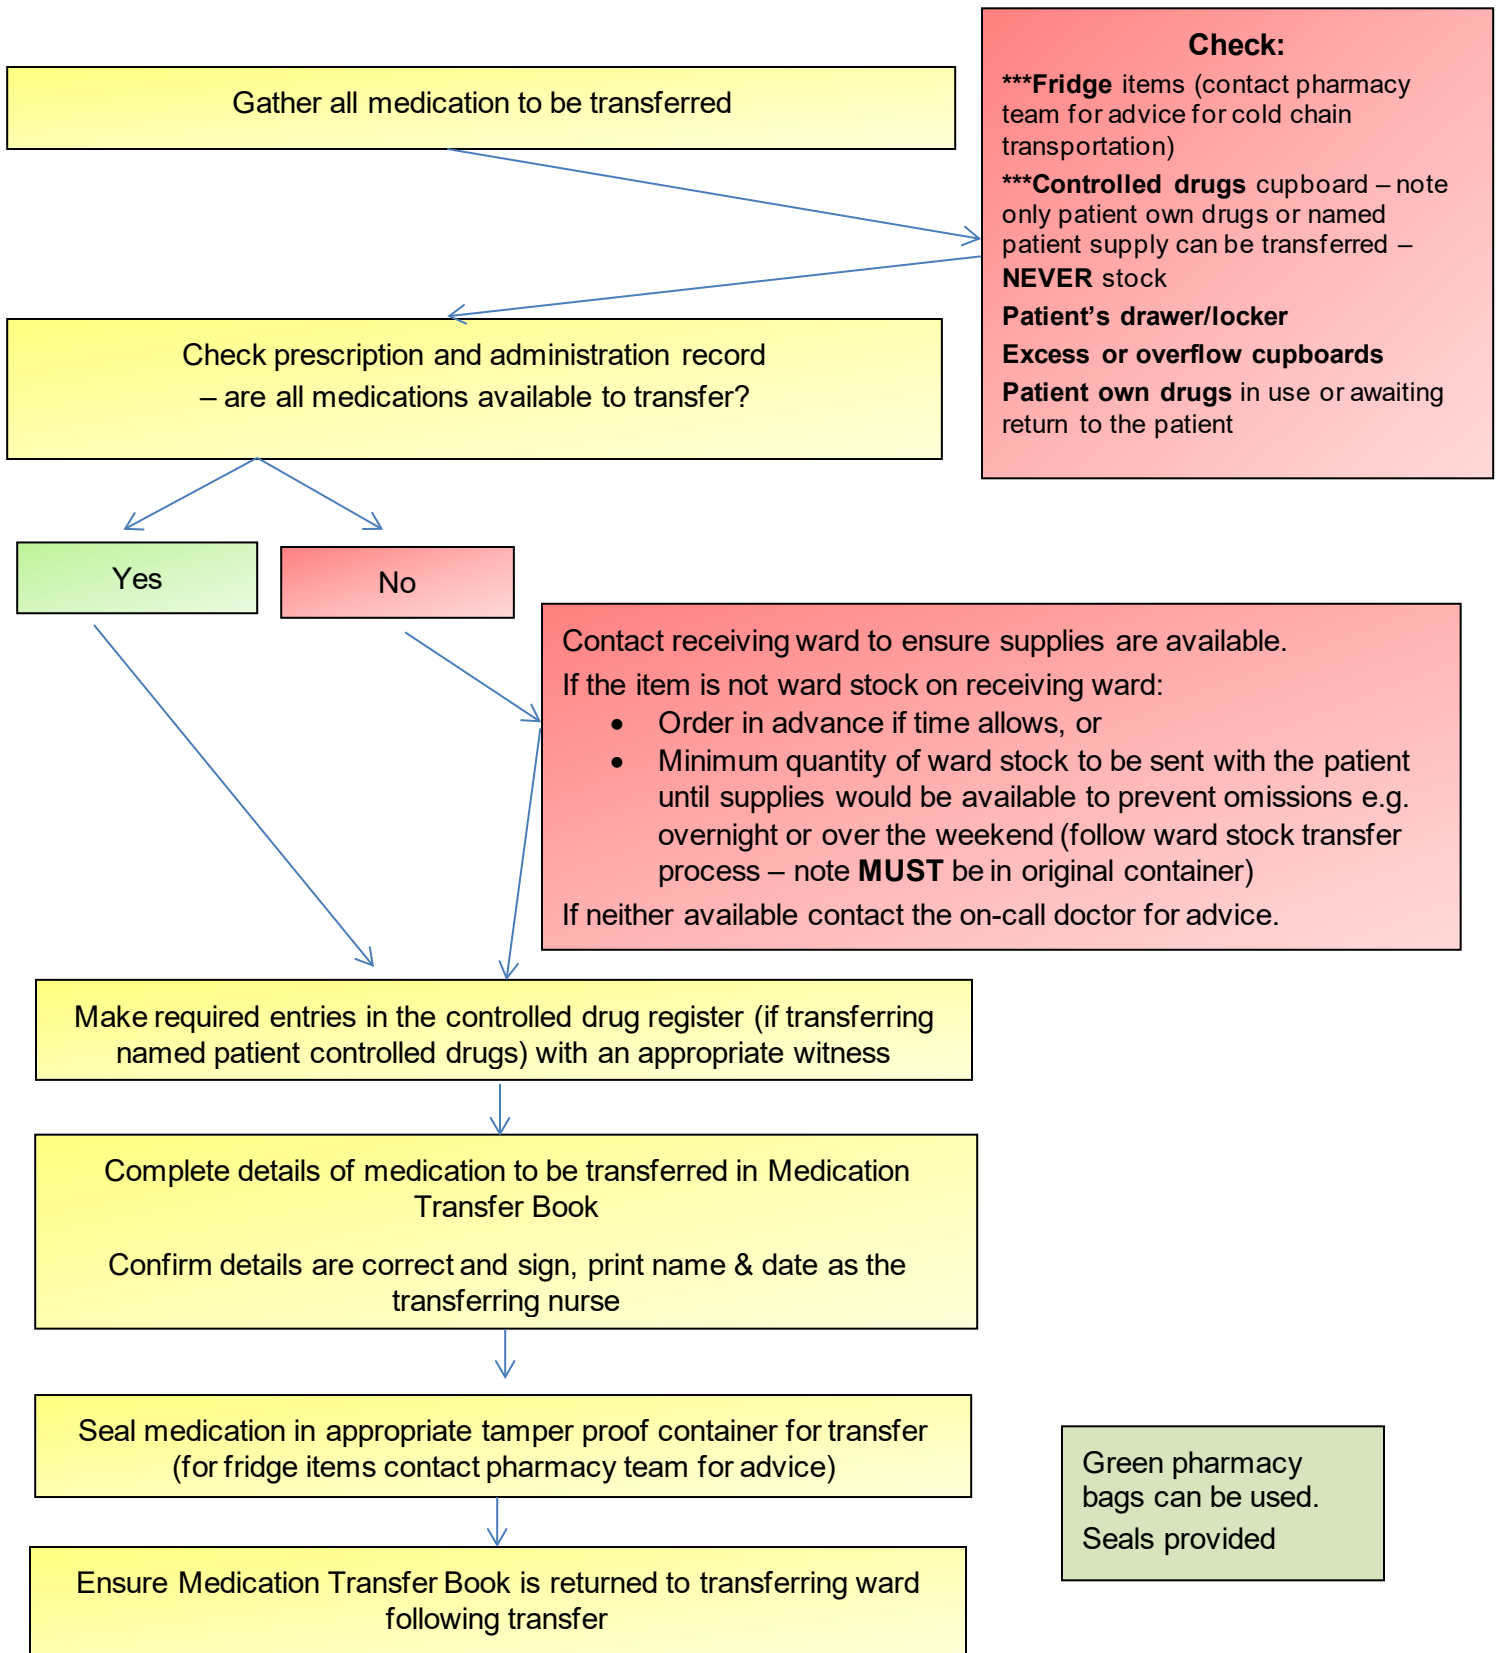 Gather all medication to be transferred
Check:
***Fridge items (contact pharmacy
team for advice for cold chain
transportation)
***Controlled drugs cupboard – note
only patient own drugs or named
patient supply can be transferred –
NEVER stock
Patient’s drawer/locker
Excess or overflow cupboards
Patient own drugs in use or awaiting
return to the patient
Check prescription and administration record
– are all medications available to transfer?
Yes
No
Contact receiving ward to ensure supplies are available.
If the item is not ward stock on receiving ward:
• Order in advance if time allows, or
• Minimum quantity of ward stock to be sent with the patient
until supplies would be available to prevent omissions e.g.
overnight or over the weekend (follow ward stock transfer
process – note MUST be in original container)
If neither available contact the on-call doctor for advice.
Make required entries in the controlled drug register (if transferring
named patient controlled drugs) with an appropriate witness
Complete details of medication to be transferred in Medication
Transfer Book
Confirm details are correct and sign, print name & date as the
transferring nurse
Seal medication in appropriate tamper proof container for transfer
(for fridge items contact pharmacy team for advice)
Green pharmacy
bags can be used.
Seals provided
Ensure Medication Transfer Book is returned to transferring ward
following transfer